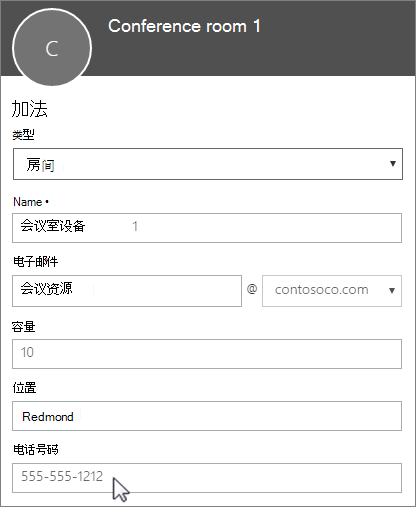 Conference room 1
C
加法
类型
房间
Name •
会议室设备 1
电子邮件
会议资源 @ contosoco.com
容量
10
位置
Redmond
电话号码
555-555-1212